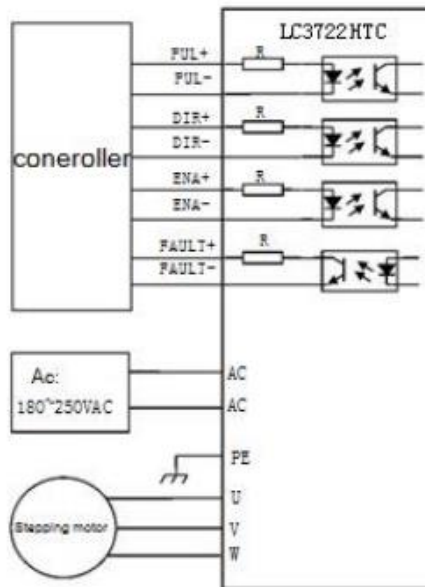 LC3722HTC
PUL+
R
PUL-
DIR+
R
DIR-
coneroller
ENA+
R
ENA-
FAULT+
R
FAULT-
Ac:
180~250VAC
AC
AC
PE
U
Stepping motor
V
W